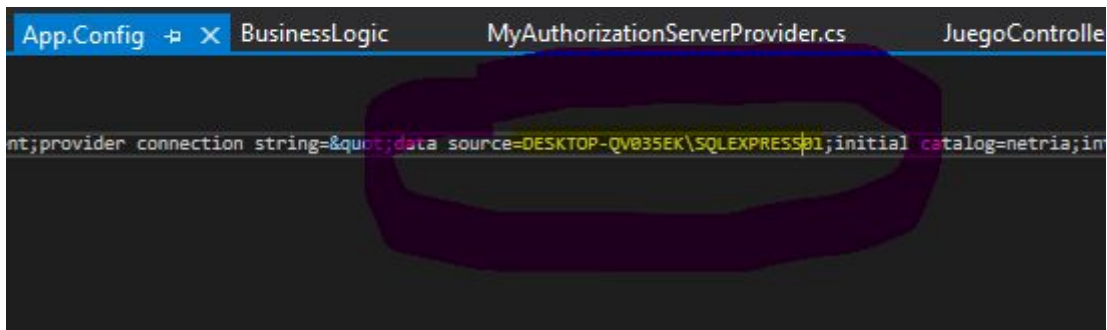 App.Config BusinessLogic MyAuthorizationServerProvider.cs JuegoControlle
nt;provider connection string=&quot;data source=DESKTOP-QV035EK\SQLEXPRESS01;initial catalog=netria;in